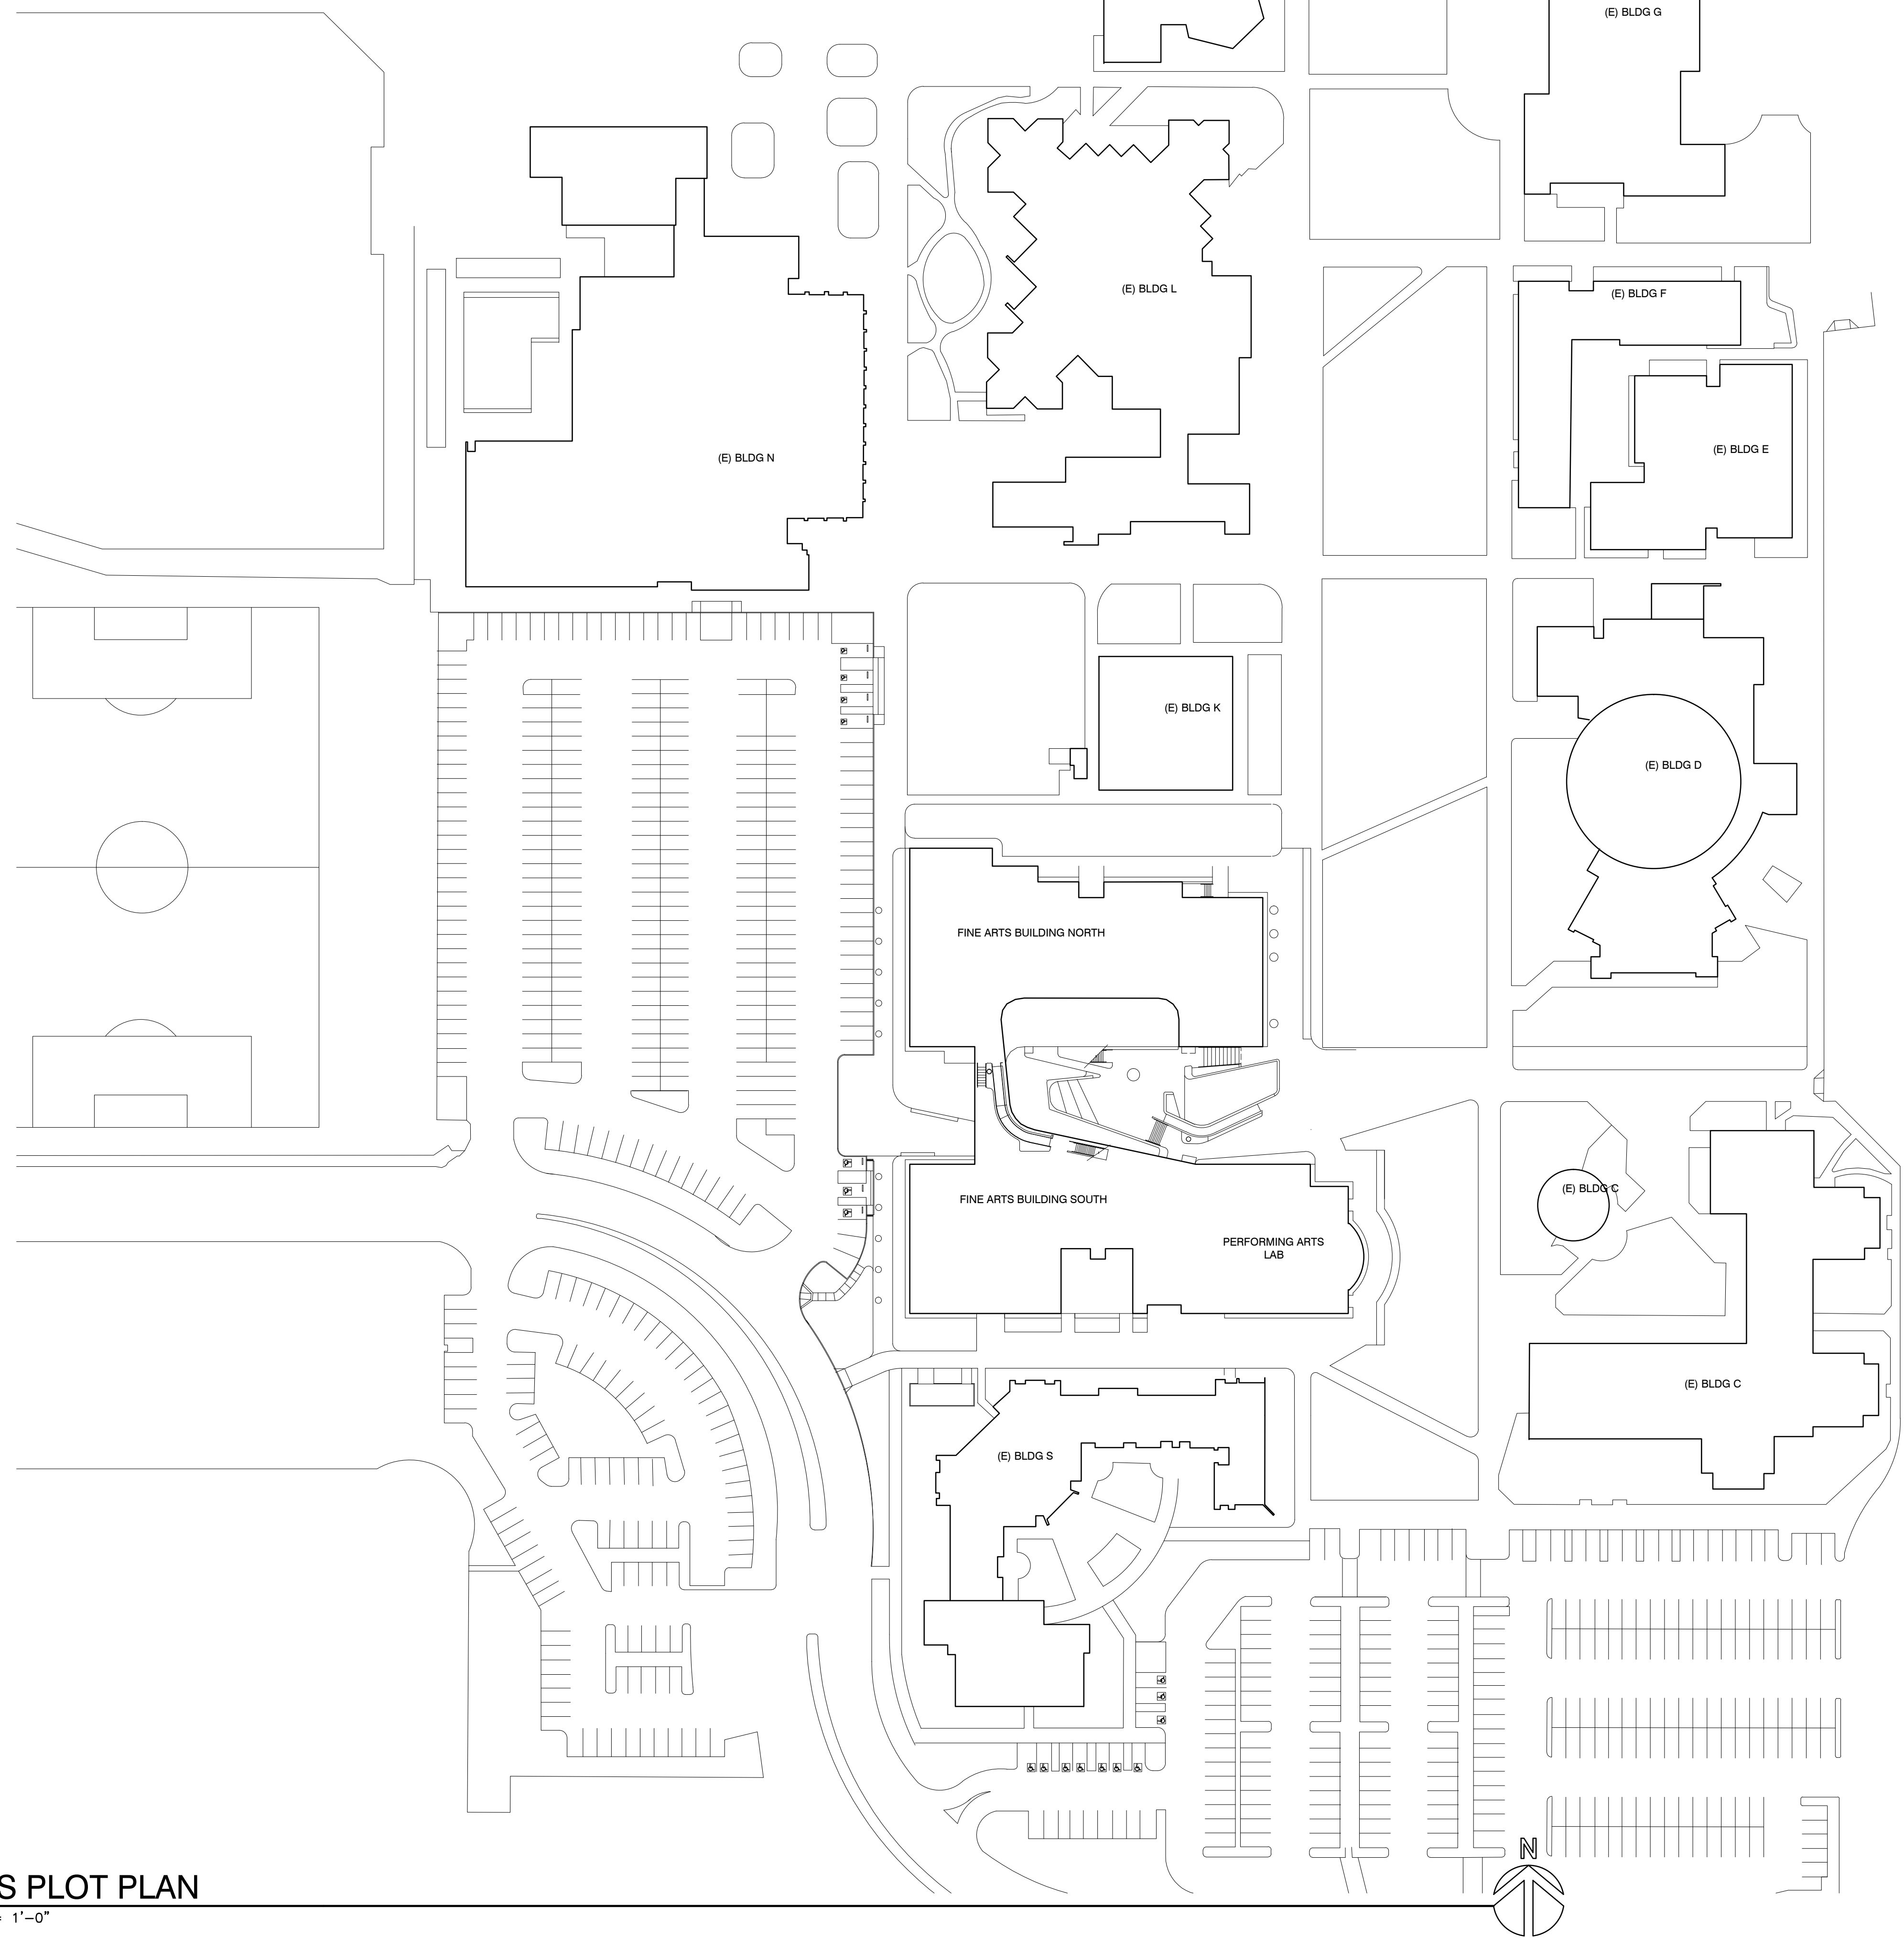 (E) BLDG G
(E) BLDG L
(E) BLDG F
(E) BLDG E
(E) BLDG N
(E) BLDG K
(E) BLDG D
FINE ARTS BUILDING NORTH
(E) BLDG C
FINE ARTS BUILDING SOUTH
PERFORMING ARTS
LAB
(E) BLDG C
(E) BLDG S
N
S PLOT PLAN
= 1'-0"